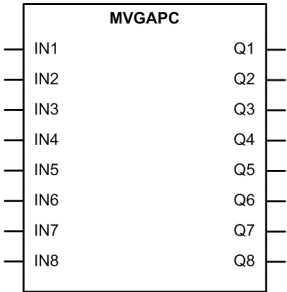 MVGAPC
IN1 Q1
IN2 Q2
IN3 Q3
IN4 Q4
IN5 Q5
IN6 Q6
IN7 Q7
IN8 Q8